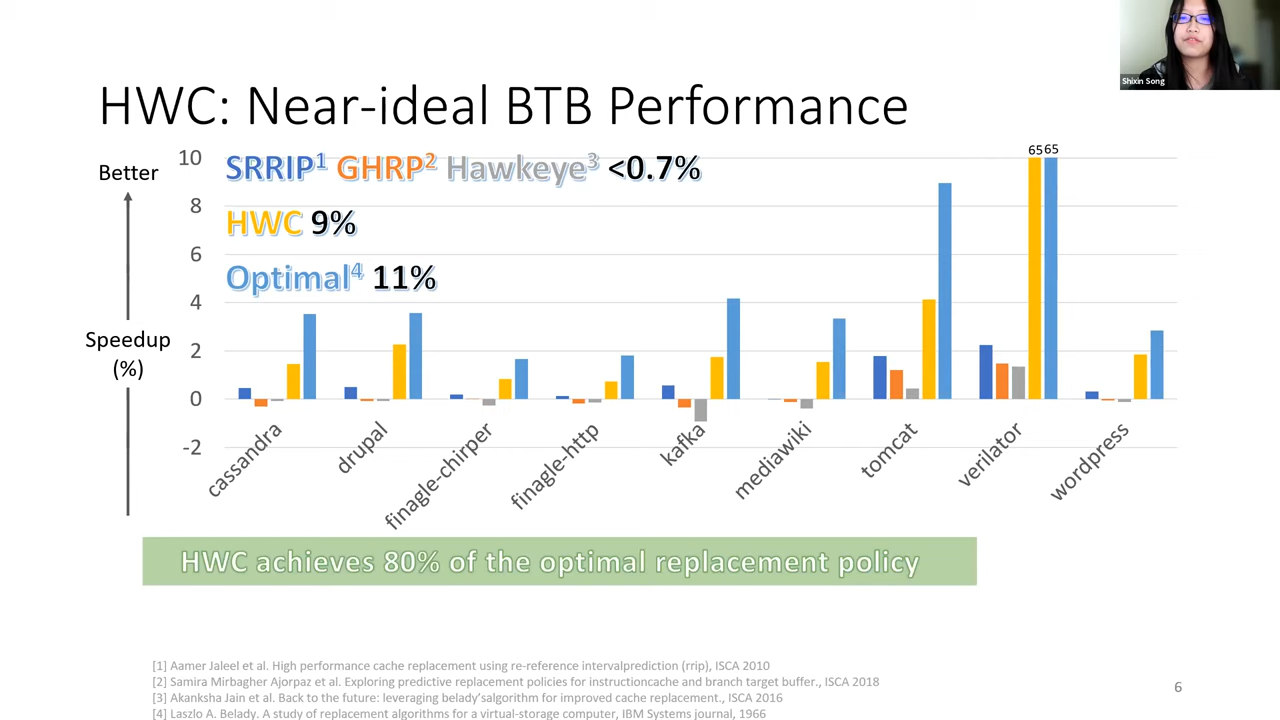 Shixin Song
HWC: Near-ideal BTB Performance
Better
Speedup
(%)
10
8
6
4
2
0
-2
SRRIP1 GHRP2 Hawkeye3 <0.7%
HWC 9%
Optimal4 11%
65 65
cassandra
drupal
finagle-chirper
finagle-http
kafka
mediawiki
tomcat
verilator
wordpress
HWC achieves 80% of the optimal replacement policy
[1] Aamer Jaleel et al. High performance cache replacement using re-reference intervalprediction (rrip), ISCA 2010
[2] Samira Mirbagher Ajorpaz et al. Exploring predictive replacement policies for instructioncache and branch target buffer., ISCA 2018
[3] Akanksha Jain et al. Back to the future: leveraging belady'salgorithm for improved cache replacement., ISCA 2016
[4] Laszlo A. Belady. A study of replacement algorithms for a virtual-storage computer, IBM Systems journal, 1966
6